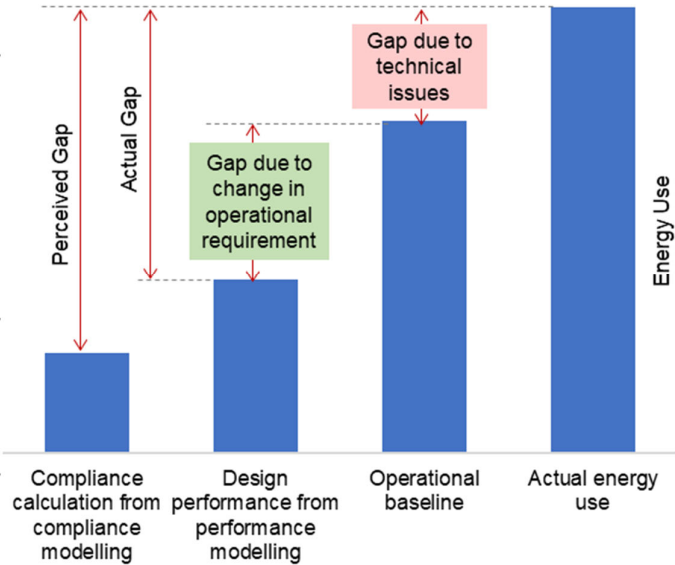 Perceived Gap
Actual Gap
Gap due to
change in
operational
requirement
Gap due to
technical
issues
Energy Use
Compliance
calculation from
compliance
modelling
Design
performance from
performance
modelling
Operational
baseline
Actual energy
use